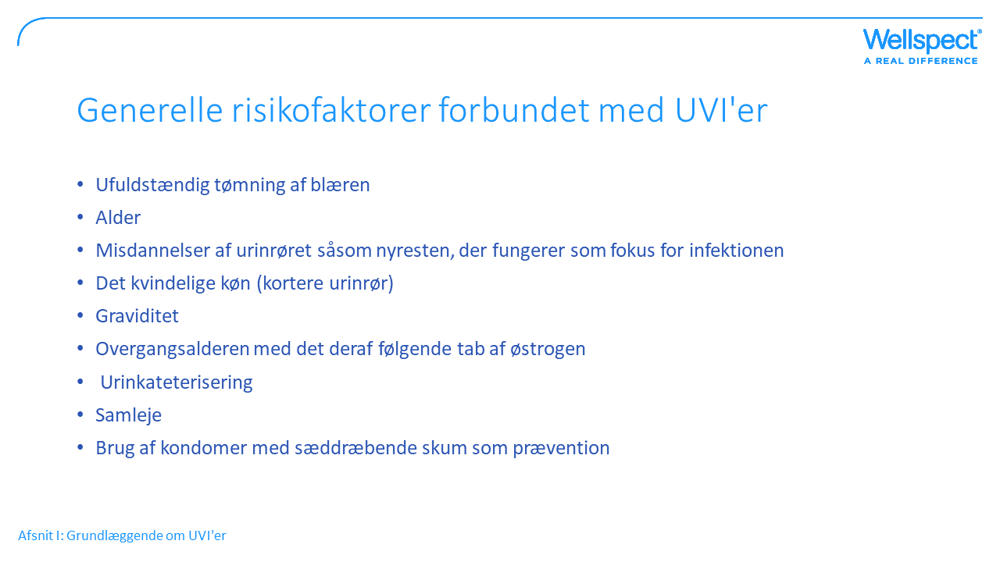 Wellspect®
A REAL DIFFERENCE
Generelle risikofaktorer forbundet med UVI'er
• Ufuldstændig tømning af blæren
• Alder
• Misdannelser af urinrøret såsom nyresten, der fungerer som fokus for infektionen
• Det kvindelige køn (kortere urinrør)
• Graviditet
• Overgangsalderen med det deraf følgende tab af østrogen
• Urinkateterisering
• Samleje
• Brug af kondomer med sæddræbende skum som prævention
Afsnit I: Grundlæggende om UVI'er